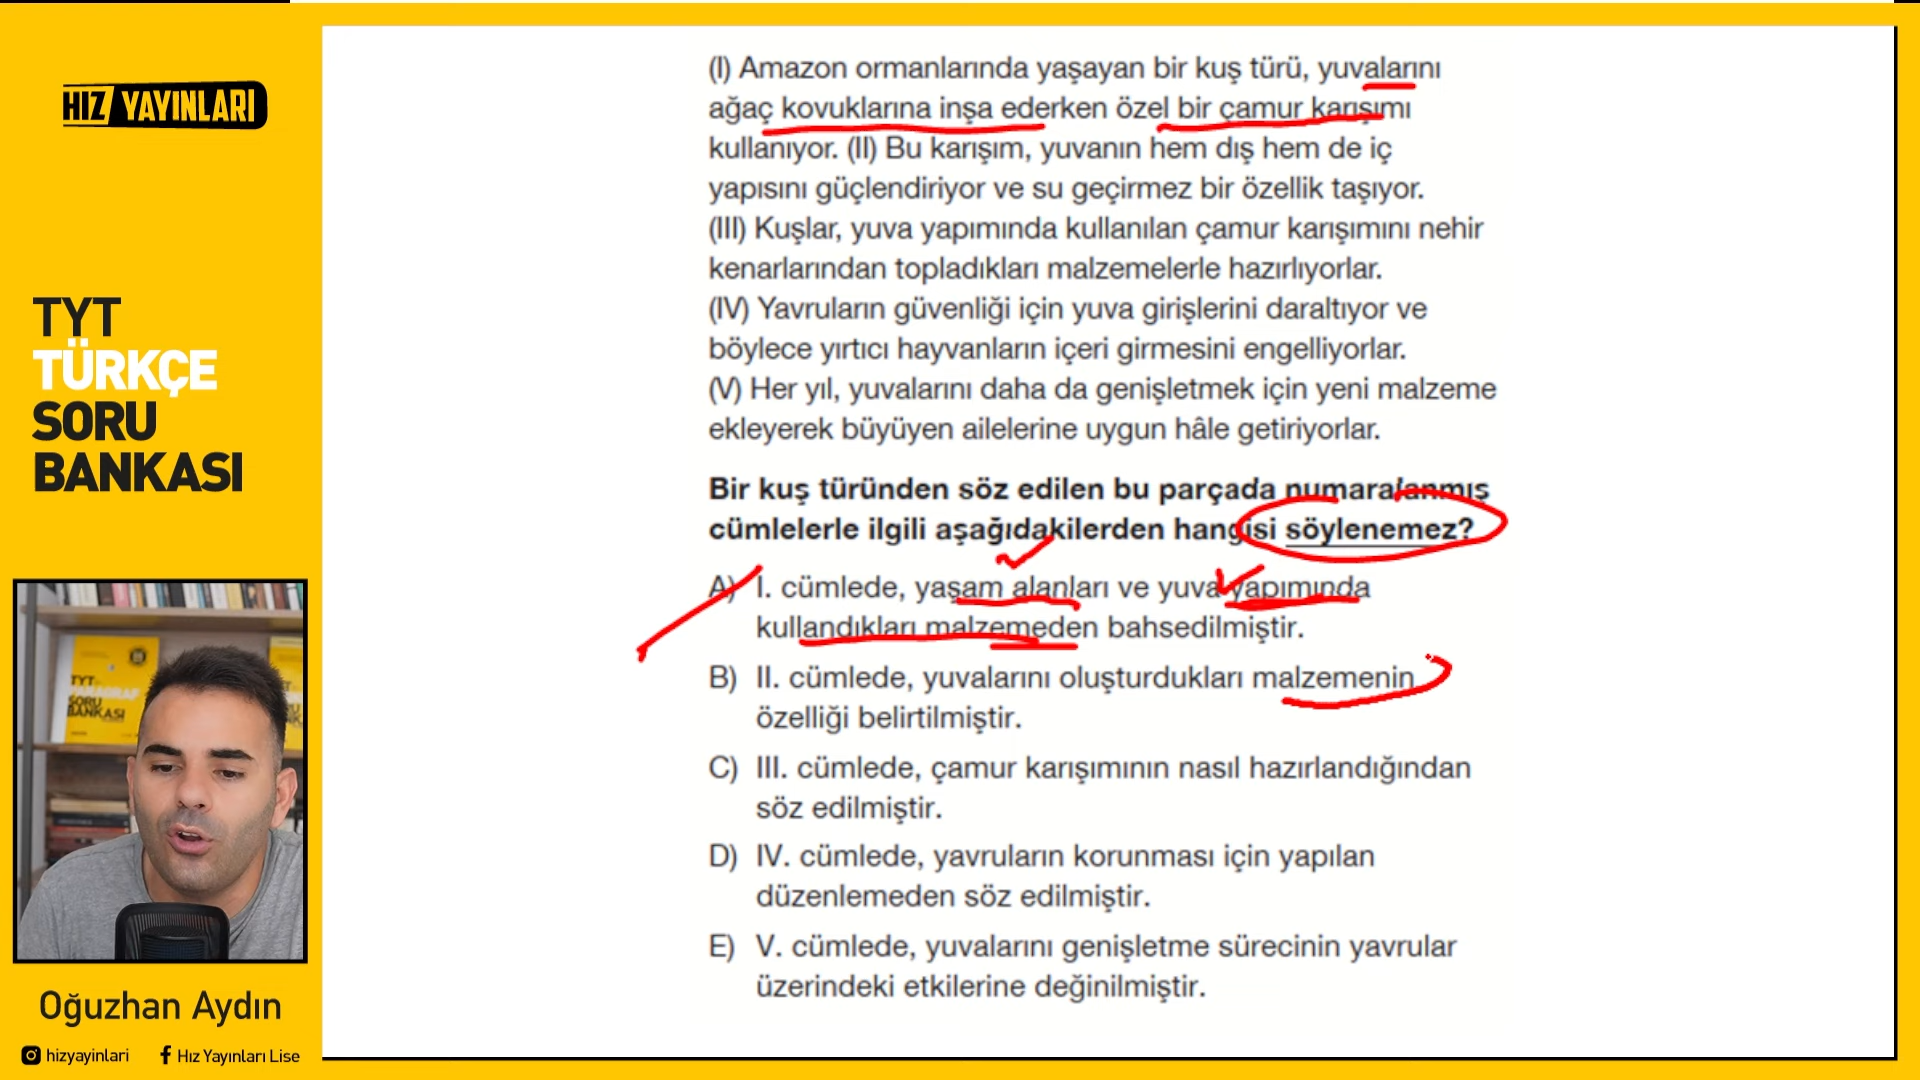 HIZ YAYINLARI
TYT
TÜRKÇE
SORU
BANKASI
Oğuzhan Aydın
hizyayinlari
Hız Yayınları Lise
(I) Amazon ormanlarında yaşayan bir kuş türü, yuvalarını
ağaç kovuklarına inşa ederken özel bir çamur karışımı
kullanıyor. (II) Bu karışım, yuvanın hem dış hem de iç
yapısını güçlendiriyor ve su geçirmez bir özellik taşıyor.
(III) Kuşlar, yuva yapımında kullanılan çamur karışımını nehir
kenarlarından topladıkları malzemelerle hazırlıyorlar.
(IV) Yavruların güvenliği için yuva girişlerini daraltıyor ve
böylece yırtıcı hayvanların içeri girmesini engelliyorlar.
(V) Her yıl, yuvalarını daha da genişletmek için yeni malzeme
ekleyerek büyüyen ailelerine uygun hâle getiriyorlar.
Bir kuş türünden söz edilen bu parçada numaralanmış
cümlelerle ilgili aşağıdakilerden hangisi söylenemez?
A) I. cümlede, yaşam alanları ve yuva yapımında
kullandıkları malzemeden bahsedilmiştir.
B) II. cümlede, yuvalarını oluşturdukları malzemenin
özelliği belirtilmiştir.
C) III. cümlede, çamur karışımının nasıl hazırlandığından
söz edilmiştir.
D) IV. cümlede, yavruların korunması için yapılan
düzenlemeden söz edilmiştir.
E) V. cümlede, yuvalarını genişletme sürecinin yavrular
üzerindeki etkilerine değinilmiştir.